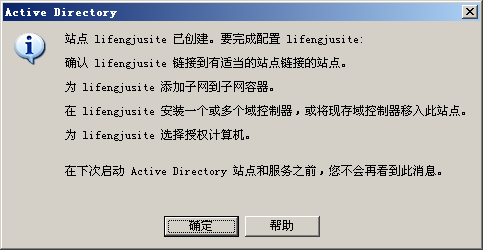 Active Directory
站点 lifengjusite 已创建。要完成配置 lifengjusite:
确认 lifengjusite 链接到有适当的站点链接的站点。
为 lifengjusite 添加子网到子网容器。
在 lifengjusite 安装一个或多个域控制器，或将现存域控制器移入此站点。
为 lifengjusite 选择授权计算机。
在下次启动 Active Directory 站点和服务之前，您不会再看到此消息。
确定
帮助